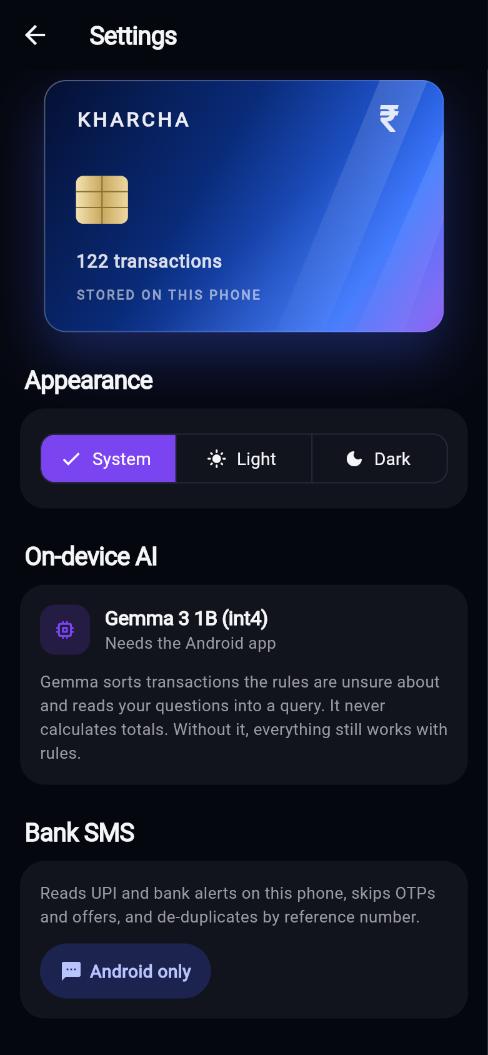 Settings
KHARCHA
₹
122 transactions
STORED ON THIS PHONE
Appearance
System
Light
Dark
On-device AI
Gemma 3 1B (int4)
Needs the Android app
Gemma sorts transactions the rules are unsure about
and reads your questions into a query. It never
calculates totals. Without it, everything still works with
rules.
Bank SMS
Reads UPI and bank alerts on this phone, skips OTPs
and offers, and de-duplicates by reference number.
Android only